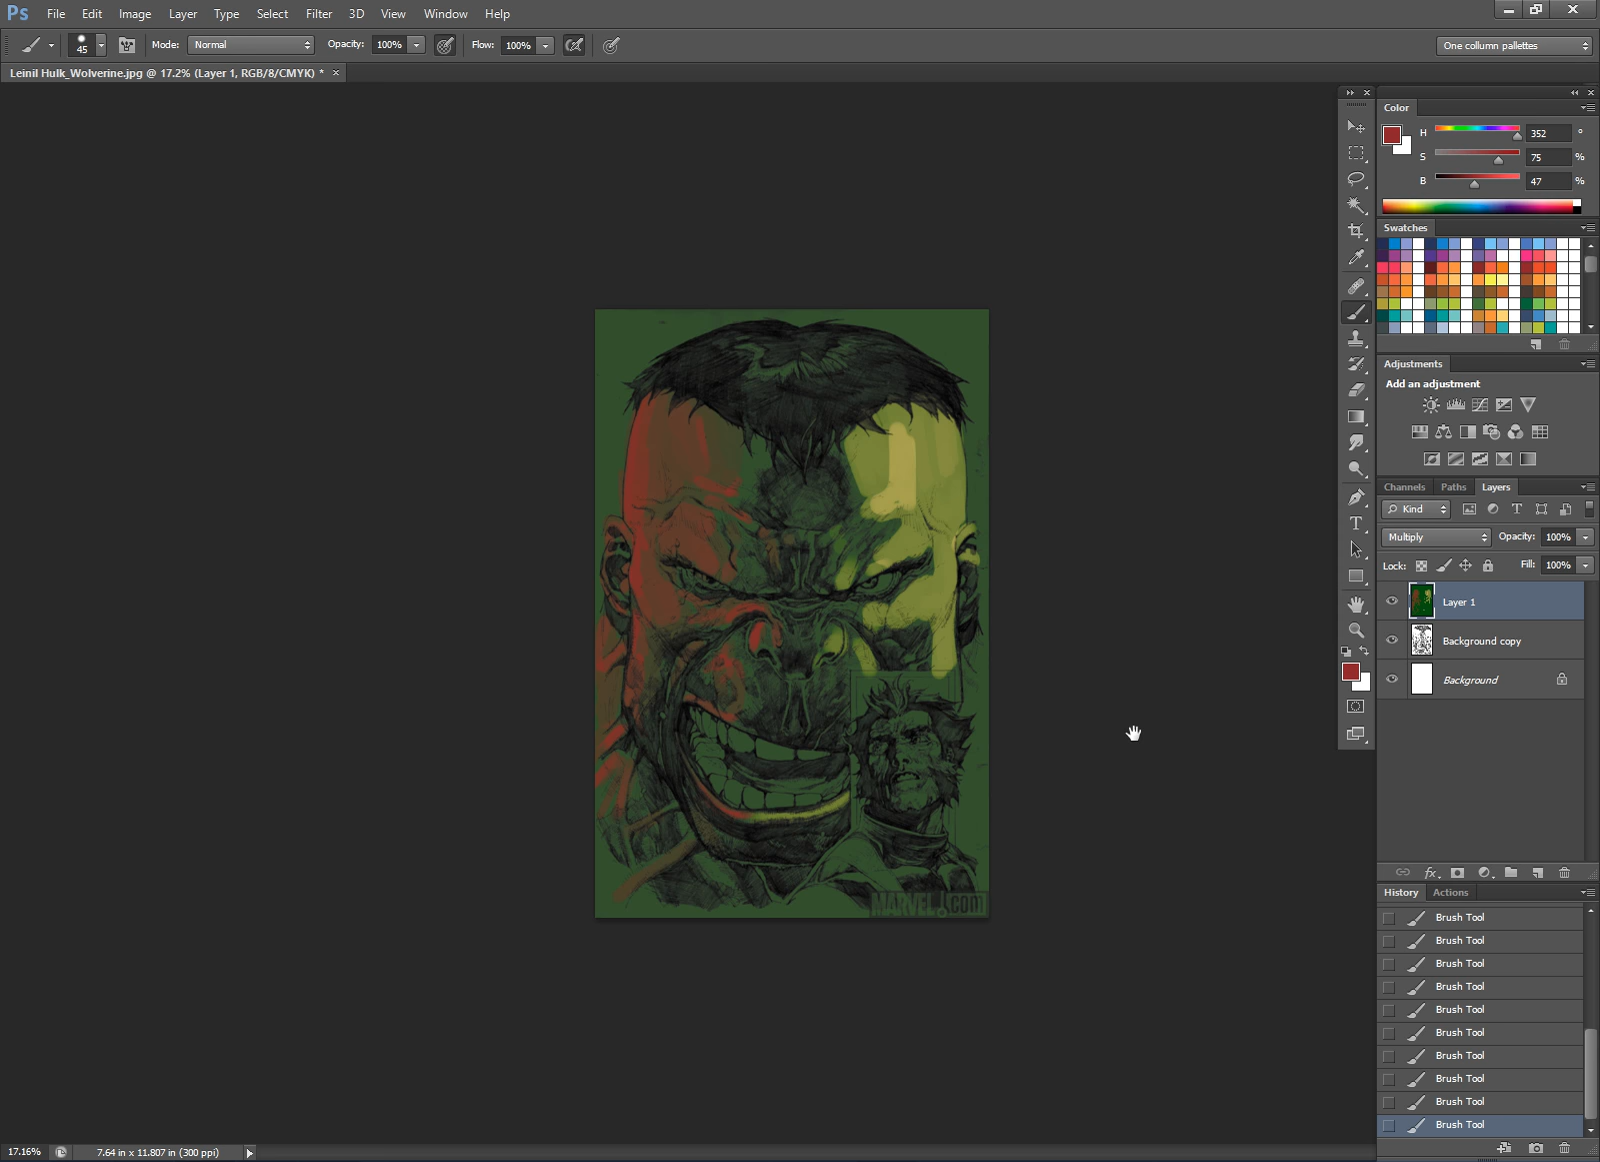 Ps File Edit Image Layer Type Select Filter 3D View Window Help
45 Mode: Normal Opacity: 100% Flow: 100% One collumn pallettes
Leinil Hulk_Wolverine.jpg @ 17.2% (Layer 1, RGB/8/CMYK) * ×
Color
H 352 °
S 75 %
B 47 %
Swatches
Adjustments
Add an adjustment
Channels Paths Layers
Kind T
Multiply Opacity: 100%
Lock: Fill: 100%
Layer 1
Background copy
Background
fx
History Actions
Brush Tool
Brush Tool
Brush Tool
Brush Tool
Brush Tool
Brush Tool
Brush Tool
Brush Tool
Brush Tool
Brush Tool
T
MARVEL.com
17.16% 7.64 in x 11.807 in (300 ppi)